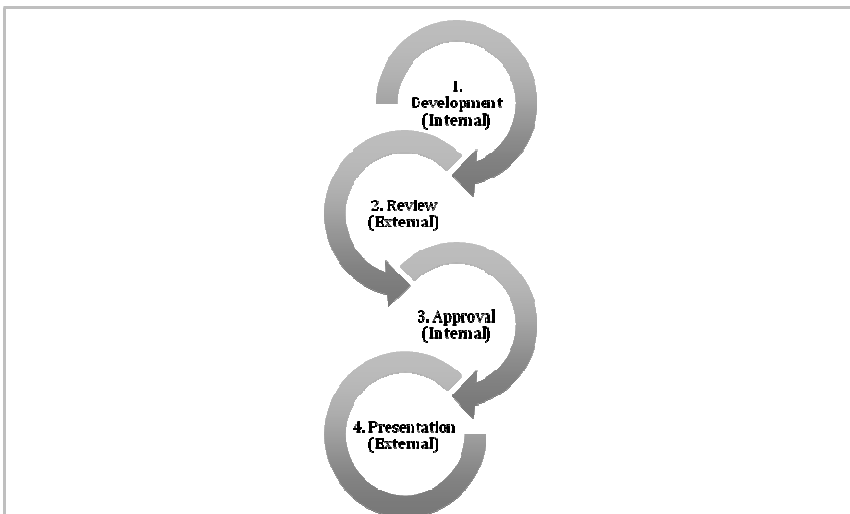 1.
Development
(Internal)
2. Review
(External)
3. Approval
(Internal)
4. Presentation
(External)